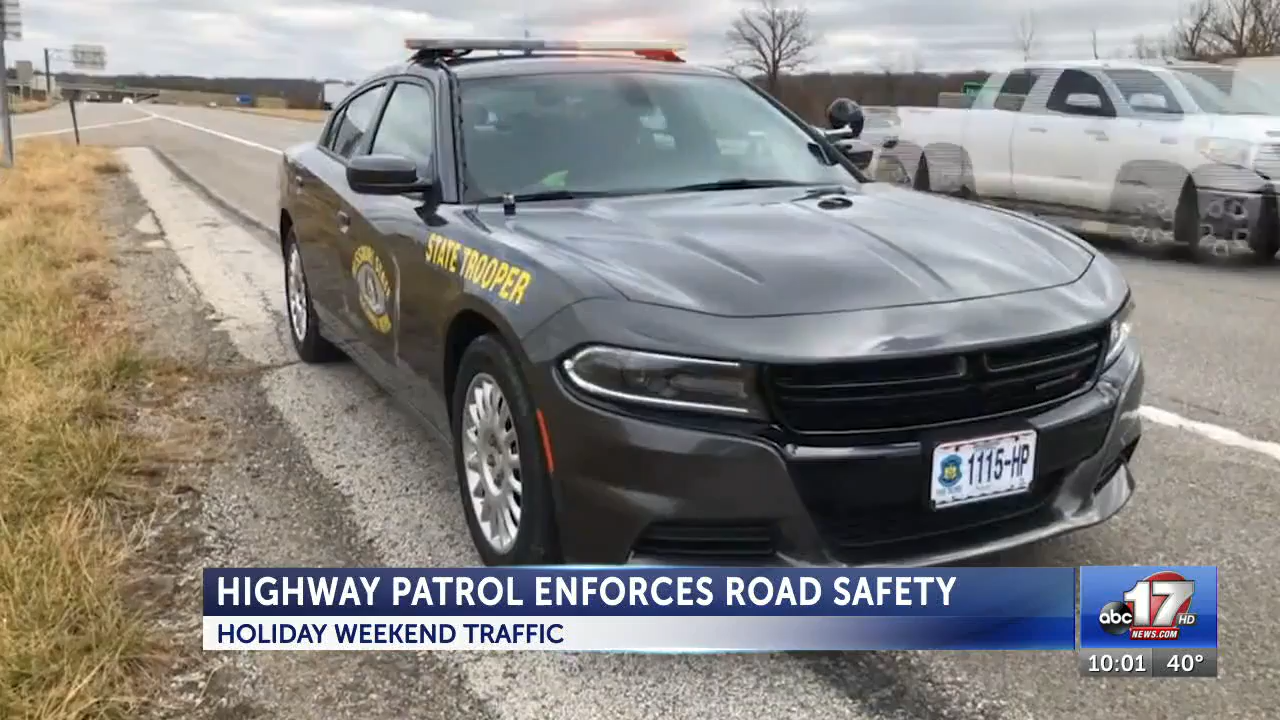 STATE TROOPER
1115-HP
HIGHWAY PATROL ENFORCES ROAD SAFETY
HOLIDAY WEEKEND TRAFFIC
abc 17 HD
NEWS.COM
10:01 40°